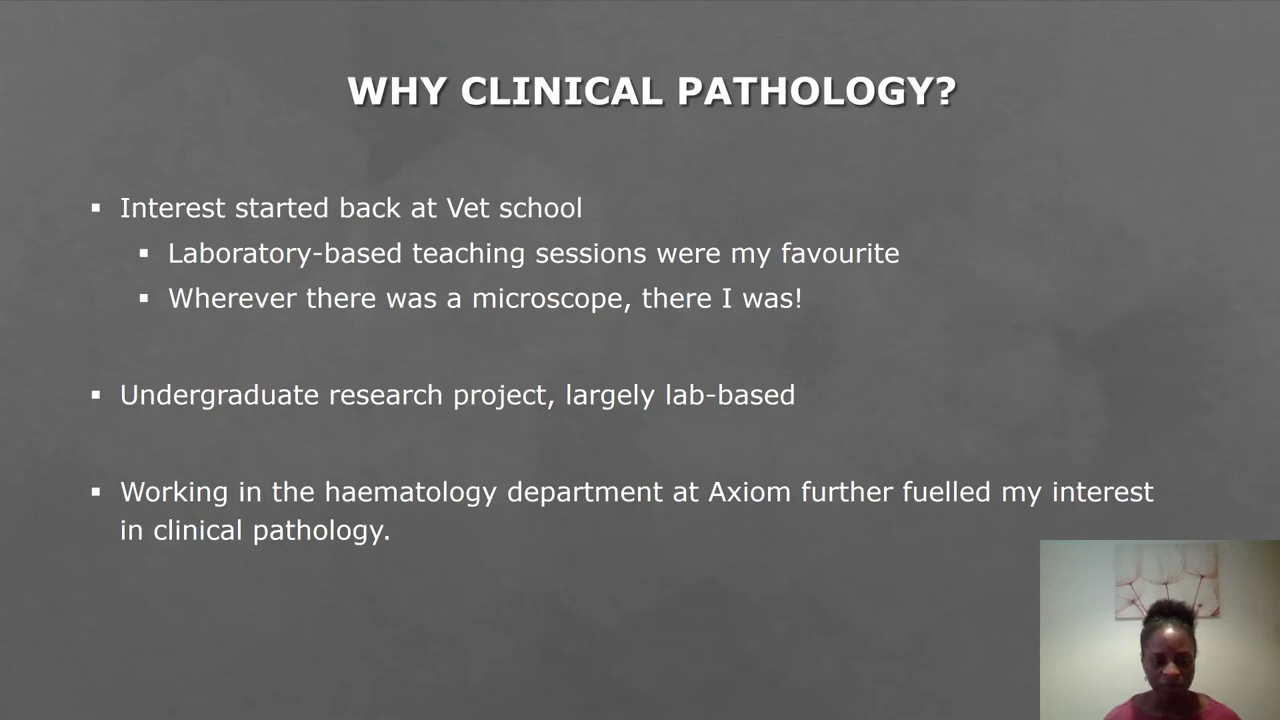 WHY CLINICAL PATHOLOGY?
▪ Interest started back at Vet school
▪ Laboratory-based teaching sessions were my favourite
▪ Wherever there was a microscope, there I was!
▪ Undergraduate research project, largely lab-based
▪ Working in the haematology department at Axiom further fuelled my interest
in clinical pathology.